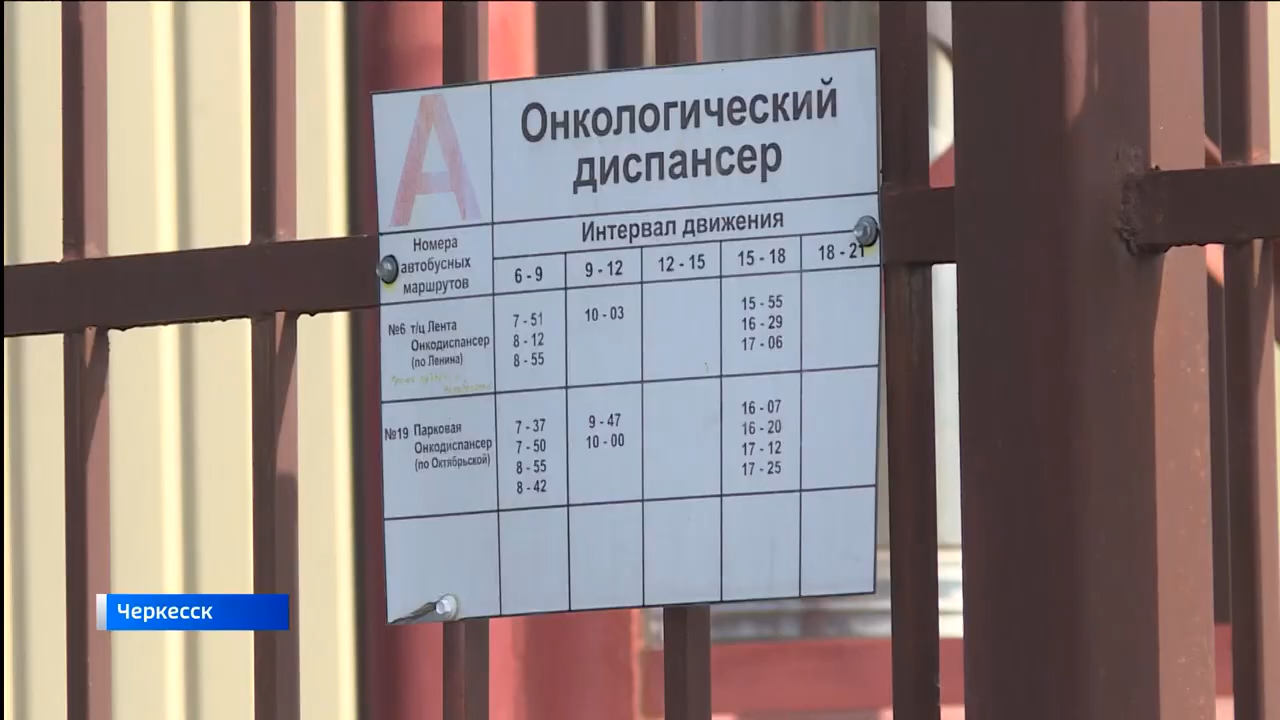 А
Онкологический
диспансер
Интервал движения
Номера
автобусных
маршрутов
6 - 9 9 - 12 12 - 15 15 - 18 18 - 21
№6 т/ц Лента
Онкодиспансер
(по Ленина)
7 - 51
8 - 12
8 - 55
10 - 03
15 - 55
16 - 29
17 - 06
№19 Парковая
Онкодиспансер
(по Октябрьской)
7 - 37
7 - 50
8 - 55
8 - 42
9 - 47
10 - 00
16 - 07
16 - 20
17 - 12
17 - 25
Черкесск